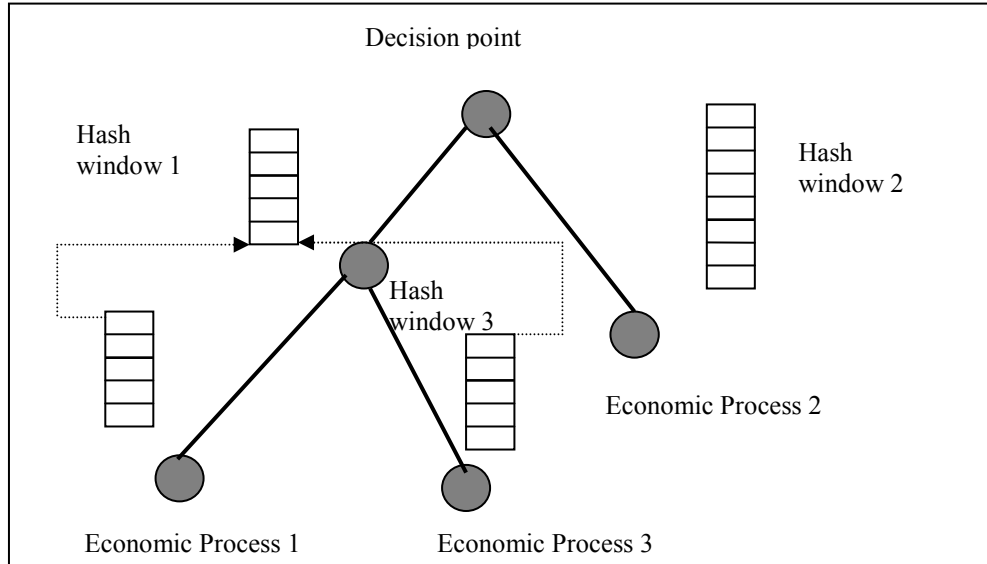 Decision point
Hash
window 1
Hash
window 2
Hash
window 3
Economic Process 2
Economic Process 1
Economic Process 3